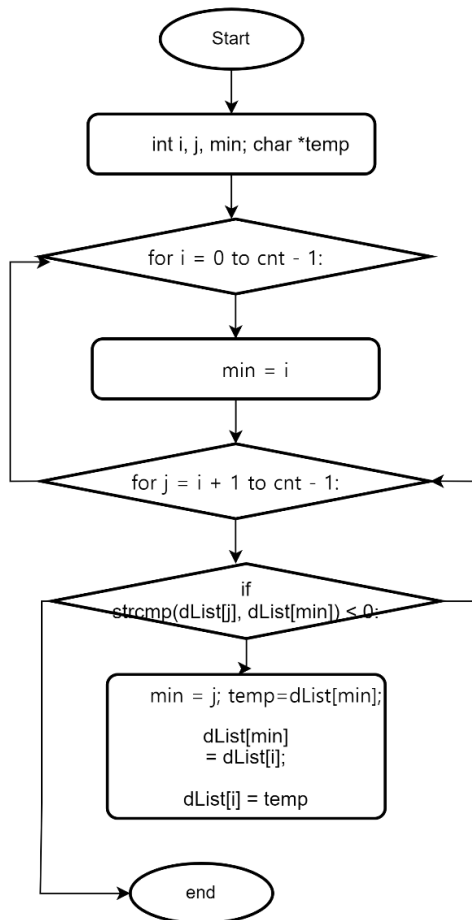 Start
int i, j, min; char *temp
for i = 0 to cnt - 1:
min = i
for j = i + 1 to cnt - 1:
if
strcmp(dList[j], dList[min]) < 0:
min = j; temp=dList[min];
dList[min]
= dList[i];
dList[i] = temp
end